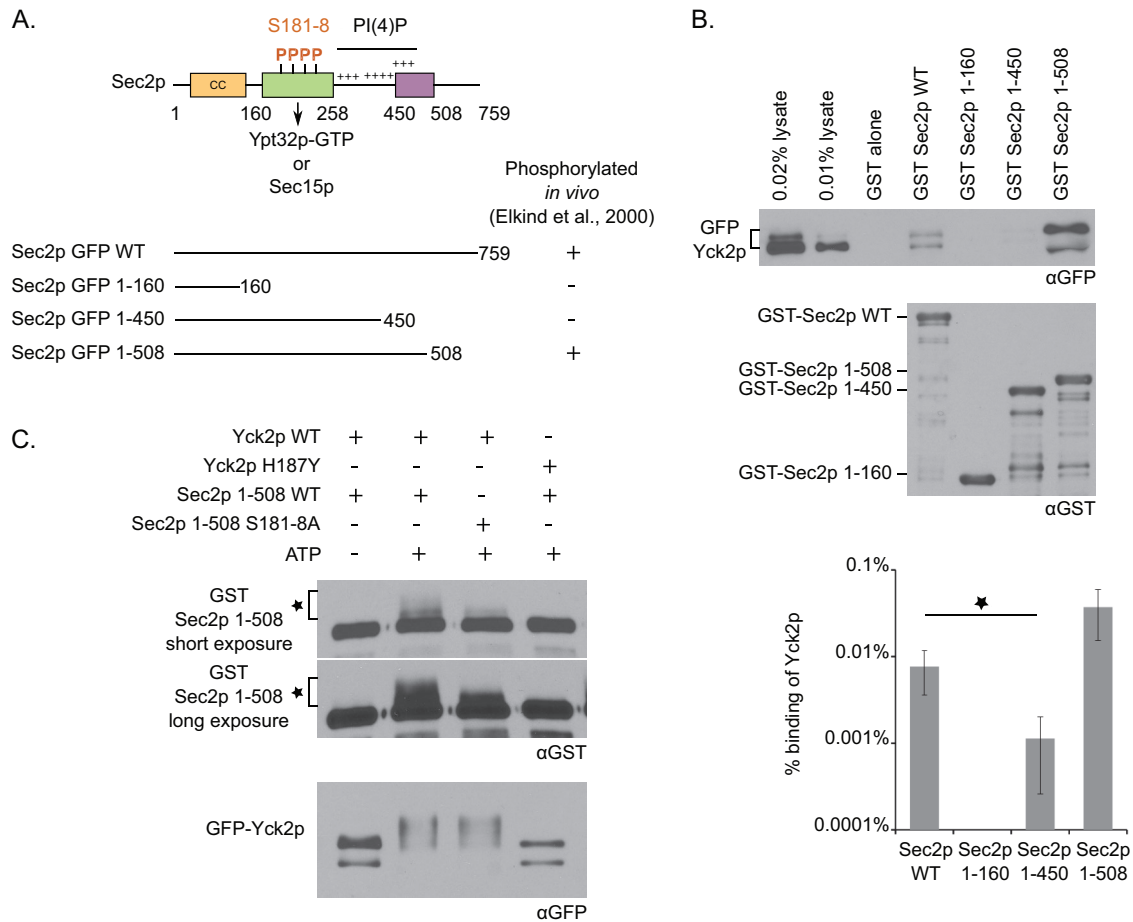 A.
S181-8
PI(4)P
PPPP
+++
+++ ++++
Sec2p
CC
1 160 258 450 508 759
Ypt32p-GTP
or
Sec15p
Phosphorylated
in vivo
(Elkind et al., 2000)
Sec2p GFP WT 759 +
Sec2p GFP 1-160 160 -
Sec2p GFP 1-450 450 -
Sec2p GFP 1-508 508 +
B.
0.02% lysate
0.01% lysate
GST alone
GST Sec2p WT
GST Sec2p 1-160
GST Sec2p 1-450
GST Sec2p 1-508
GFP
Yck2p
αGFP
GST-Sec2p WT
GST-Sec2p 1-508
GST-Sec2p 1-450
GST-Sec2p 1-160
αGST
% binding of Yck2p
0.1%
0.01%
0.001%
0.0001%
Sec2p WT
Sec2p 1-160
Sec2p 1-450
Sec2p 1-508
C.
Yck2p WT + + + -
Yck2p H187Y - - - +
Sec2p 1-508 WT + + - +
Sec2p 1-508 S181-8A - - + -
ATP - + + +
GST
Sec2p 1-508
short exposure
GST
Sec2p 1-508
long exposure
αGST
GFP-Yck2p
αGFP